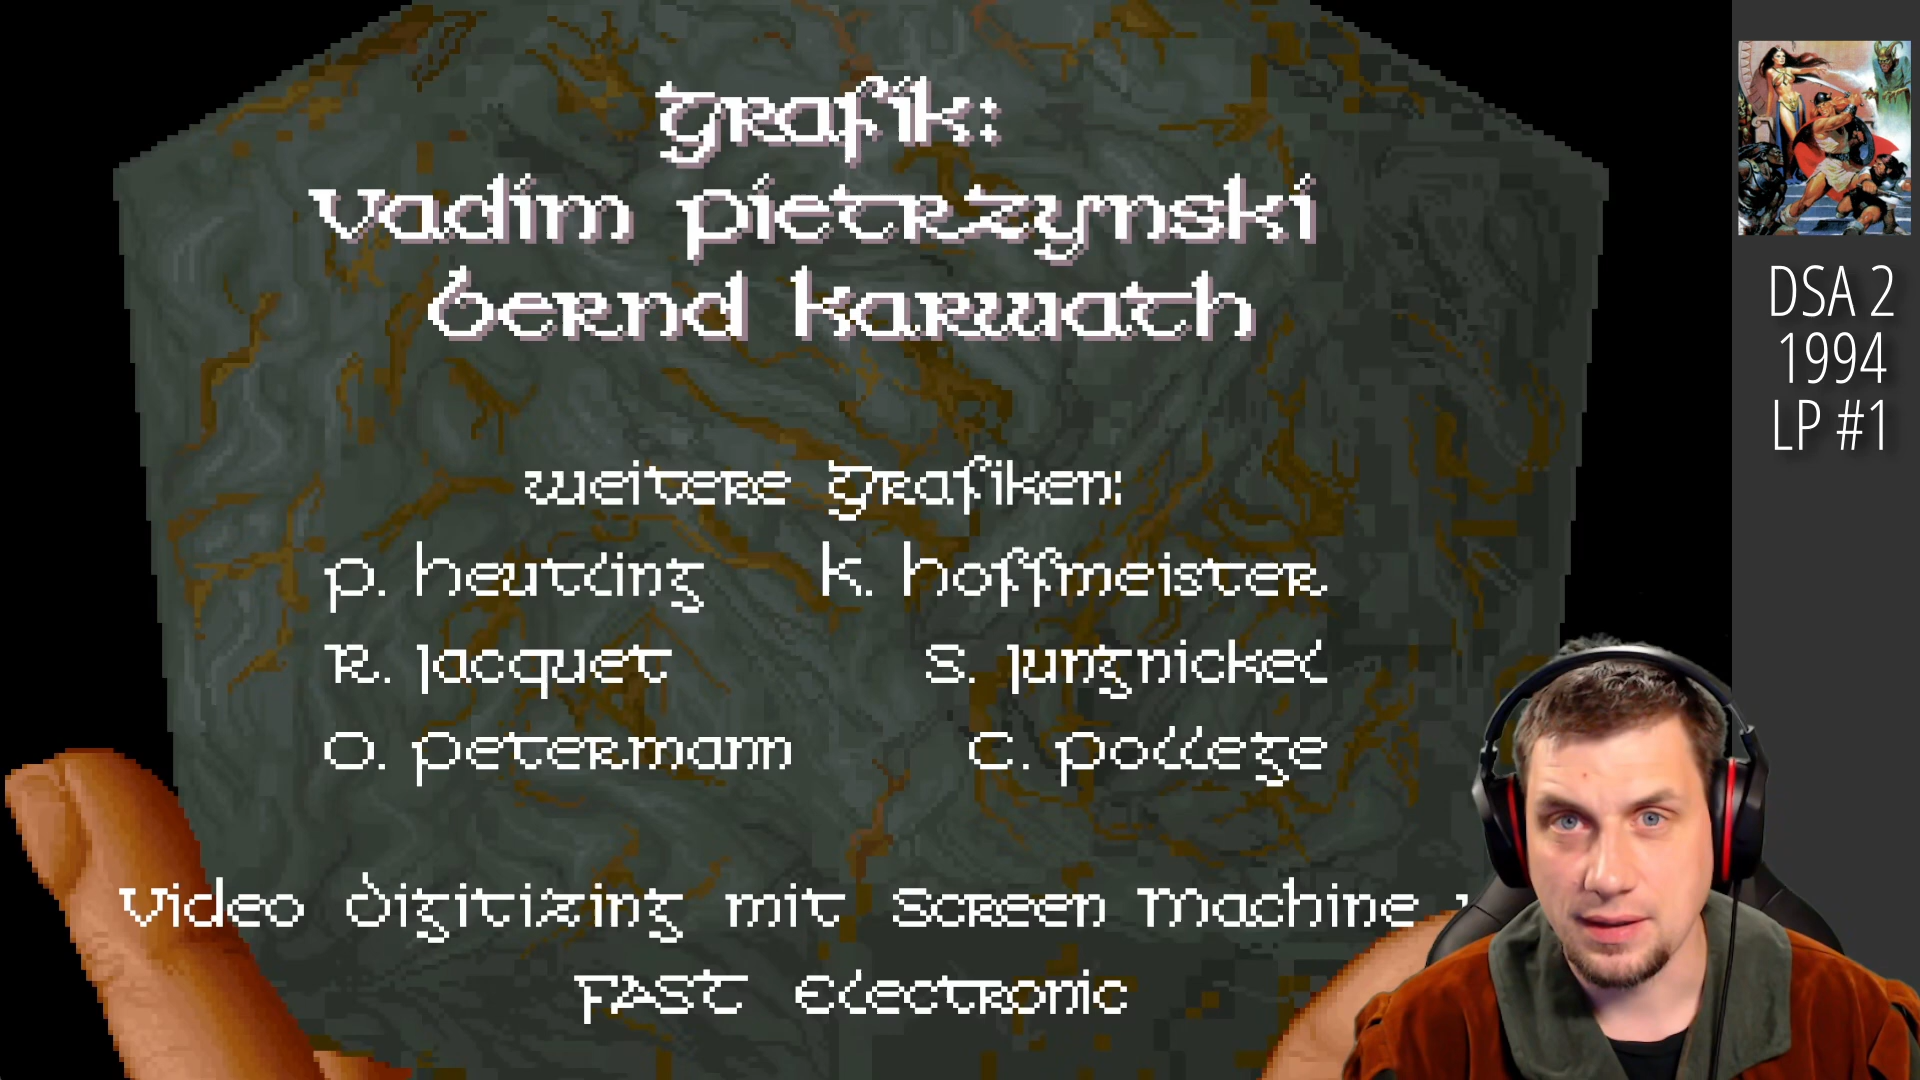 Grafik:
Vadim Pietrzynski
Bernd Karwath
Weitere Grafiken:
P. Heutling K. Hoffmeister
R. Jacquet S. Jungnickel
O. Petermann C. Pollege
Video Digitizing mit Screen Machine
FAST Electronic
DSA 2
1994
LP #1